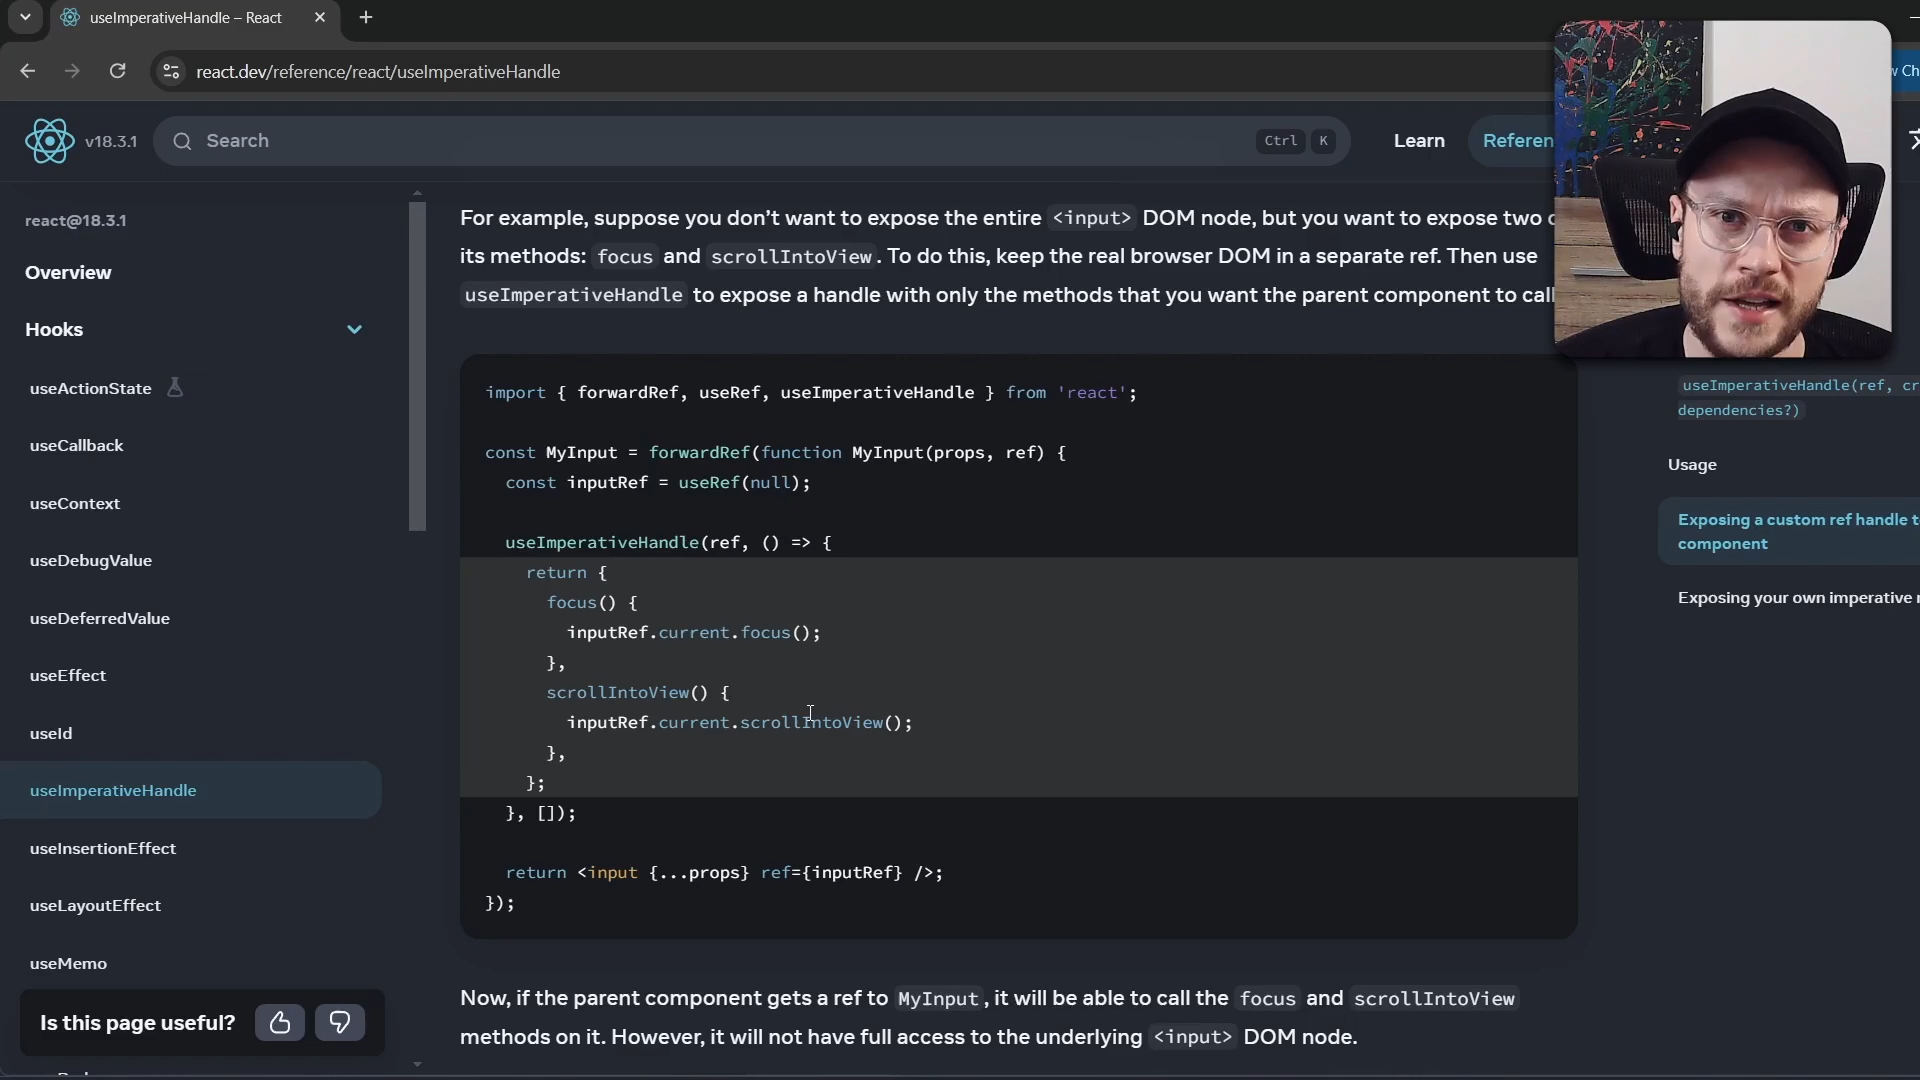 useImperativeHandle – React
react.dev/reference/react/useImperativeHandle
v18.3.1
Search
Ctrl K
Learn
react@18.3.1
Overview
Hooks
useActionState
useCallback
useContext
useDebugValue
useDeferredValue
useEffect
useId
useImperativeHandle
useInsertionEffect
useLayoutEffect
useMemo
Is this page useful?
For example, suppose you don’t want to expose the entire <input> DOM node, but you want to expose two
its methods: focus and scrollIntoView. To do this, keep the real browser DOM in a separate ref. Then use
useImperativeHandle to expose a handle with only the methods that you want the parent component to call
import { forwardRef, useRef, useImperativeHandle } from 'react';
const MyInput = forwardRef(function MyInput(props, ref) {
const inputRef = useRef(null);
useImperativeHandle(ref, () => {
return {
focus() {
inputRef.current.focus();
},
scrollIntoView() {
inputRef.current.scrollIntoView();
},
};
}, []);
return <input {...props} ref={inputRef} />;
});
Now, if the parent component gets a ref to MyInput, it will be able to call the focus and scrollIntoView
methods on it. However, it will not have full access to the underlying <input> DOM node.
useImperativeHandle(ref, cr
dependencies?)
Usage
Exposing a custom ref handle t
component
Exposing your own imperative